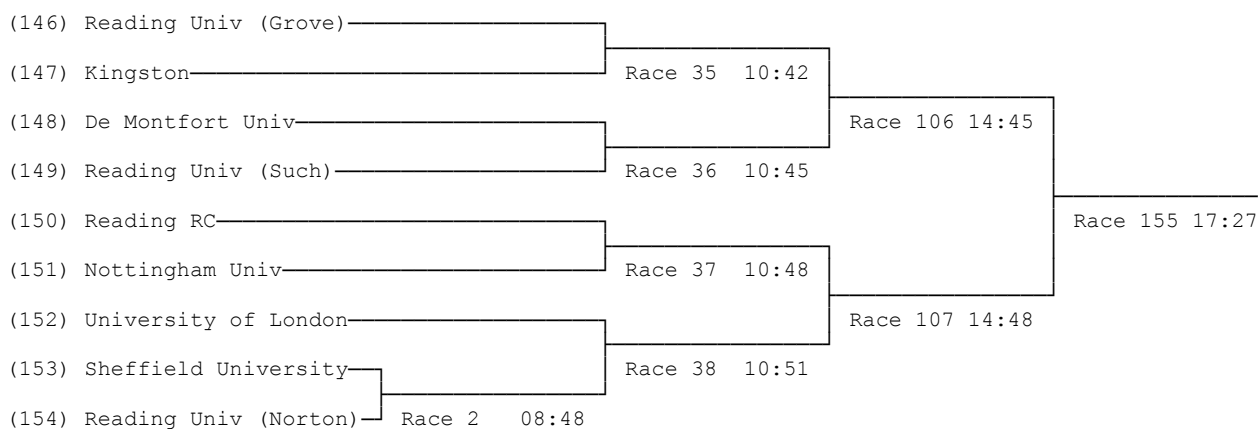 (146) Reading Univ (Grove)
(147) Kingston Race 35 10:42
(148) De Montfort Univ Race 106 14:45
(149) Reading Univ (Such) Race 36 10:45
(150) Reading RC Race 155 17:27
(151) Nottingham Univ Race 37 10:48
(152) University of London Race 107 14:48
(153) Sheffield University Race 38 10:51
(154) Reading Univ (Norton) Race 2 08:48